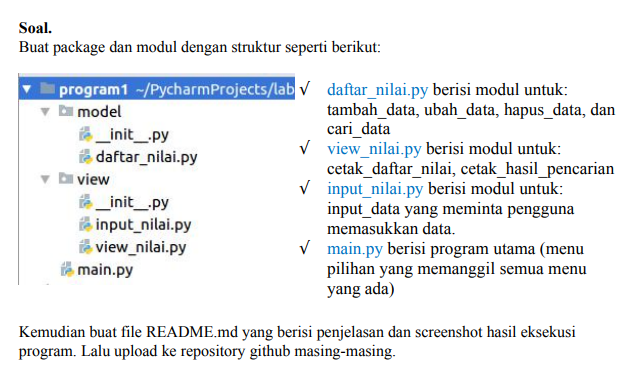 Soal.
Buat package dan modul dengan struktur seperti berikut:
program1 ~/PycharmProjects/lab
model
__init__.py
daftar_nilai.py
view
__init__.py
input_nilai.py
view_nilai.py
main.py
√ daftar_nilai.py berisi modul untuk:
tambah_data, ubah_data, hapus_data, dan
cari_data
√ view_nilai.py berisi modul untuk:
cetak_daftar_nilai, cetak_hasil_pencarian
√ input_nilai.py berisi modul untuk:
input_data yang meminta pengguna
memasukkan data.
√ main.py berisi program utama (menu
pilihan yang memanggil semua menu
yang ada)
Kemudian buat file README.md yang berisi penjelasan dan screenshot hasil eksekusi
program. Lalu upload ke repository github masing-masing.